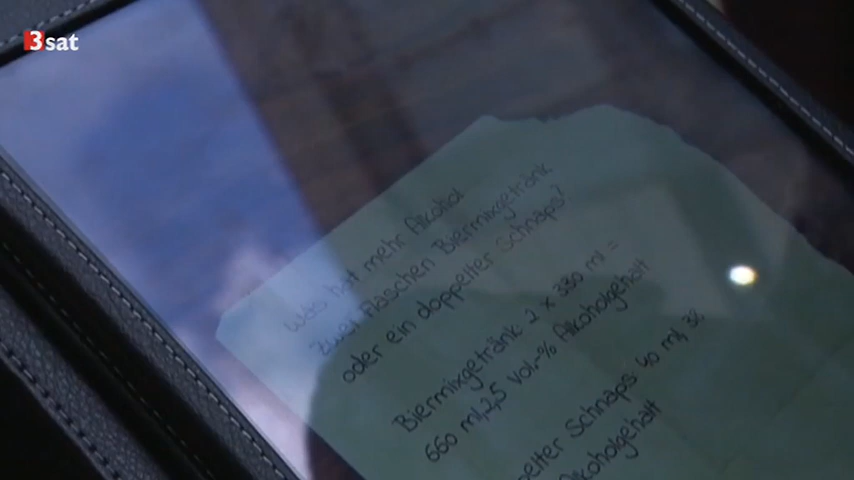 3sat
Was hat mehr Alkohol
zwei Flaschen Biermixgetränk
oder ein doppelter Schnaps?
Biermixgetränk 2 x 330 ml =
660 ml, 2,5 Vol.-% Alkoholgehalt
pelter Schnaps 40 ml, 38
Alkoholgehalt